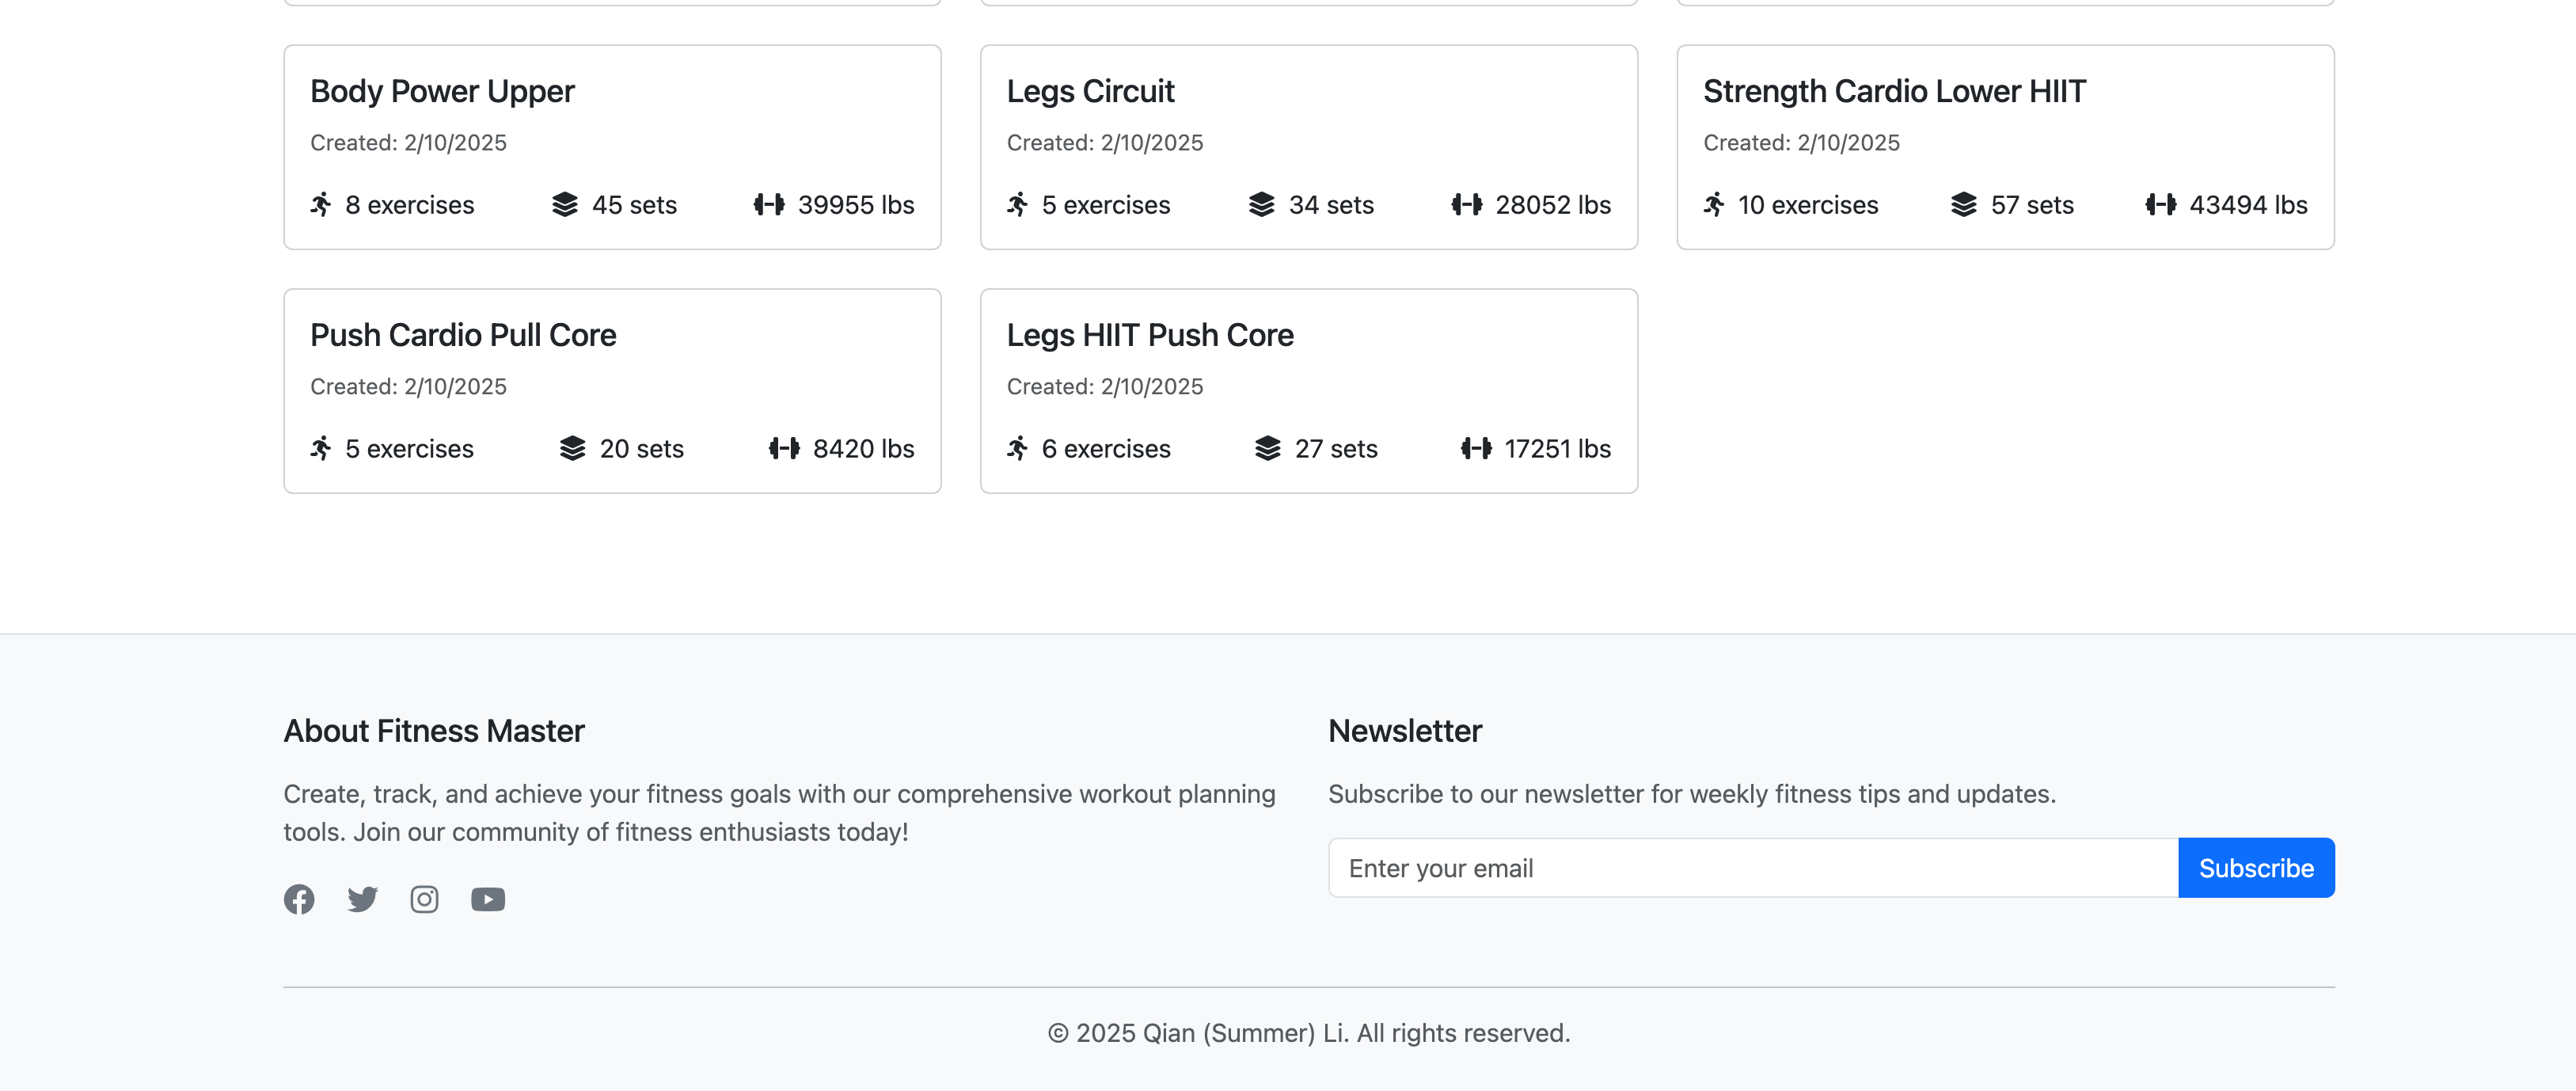 Body Power Upper
Created: 2/10/2025
8 exercises 45 sets 39955 lbs
Legs Circuit
Created: 2/10/2025
5 exercises 34 sets 28052 lbs
Strength Cardio Lower HIIT
Created: 2/10/2025
10 exercises 57 sets 43494 lbs
Push Cardio Pull Core
Created: 2/10/2025
5 exercises 20 sets 8420 lbs
Legs HIIT Push Core
Created: 2/10/2025
6 exercises 27 sets 17251 lbs
About Fitness Master
Create, track, and achieve your fitness goals with our comprehensive workout planning
tools. Join our community of fitness enthusiasts today!
Newsletter
Subscribe to our newsletter for weekly fitness tips and updates.
Enter your email Subscribe
© 2025 Qian (Summer) Li. All rights reserved.